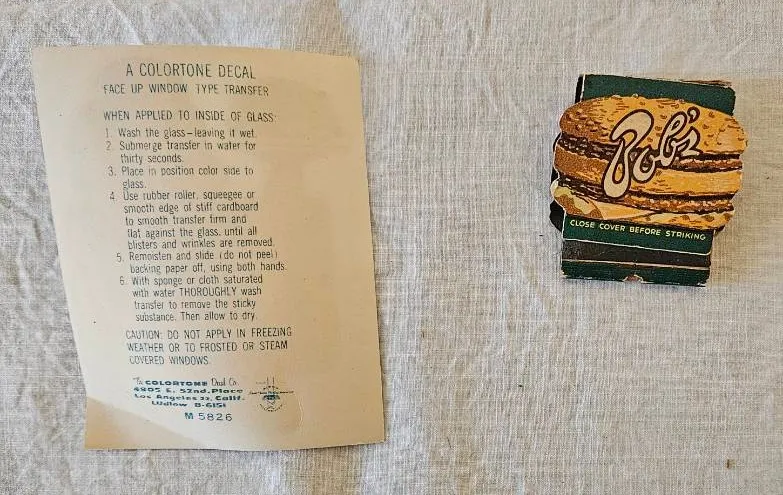 A COLORTONE DECAL
FACE UP WINDOW TYPE TRANSFER
WHEN APPLIED TO INSIDE OF GLASS:
1. Wash the glass–leaving it wet.
2. Submerge transfer in water for
thirty seconds.
3. Place in position color side to
glass.
4. Use rubber roller, squeegee or
smooth edge of stiff cardboard
to smooth transfer firm and
flat against the glass, until all
blisters and wrinkles are removed.
5. Remoisten and slide (do not peel)
backing paper off, using both hands.
6. With sponge or cloth saturated
with water THOROUGHLY wash
transfer to remove the sticky
substance. Then allow to dry.
CAUTION: DO NOT APPLY IN FREEZING
WEATHER OR TO FROSTED OR STEAM
COVERED WINDOWS.
The COLORTONE Decal Co.
4805 E. 52nd. Place
Los Angeles 22, Calif.
LUdlow 8-6151
M 5826
Bob's
CLOSE COVER BEFORE STRIKING